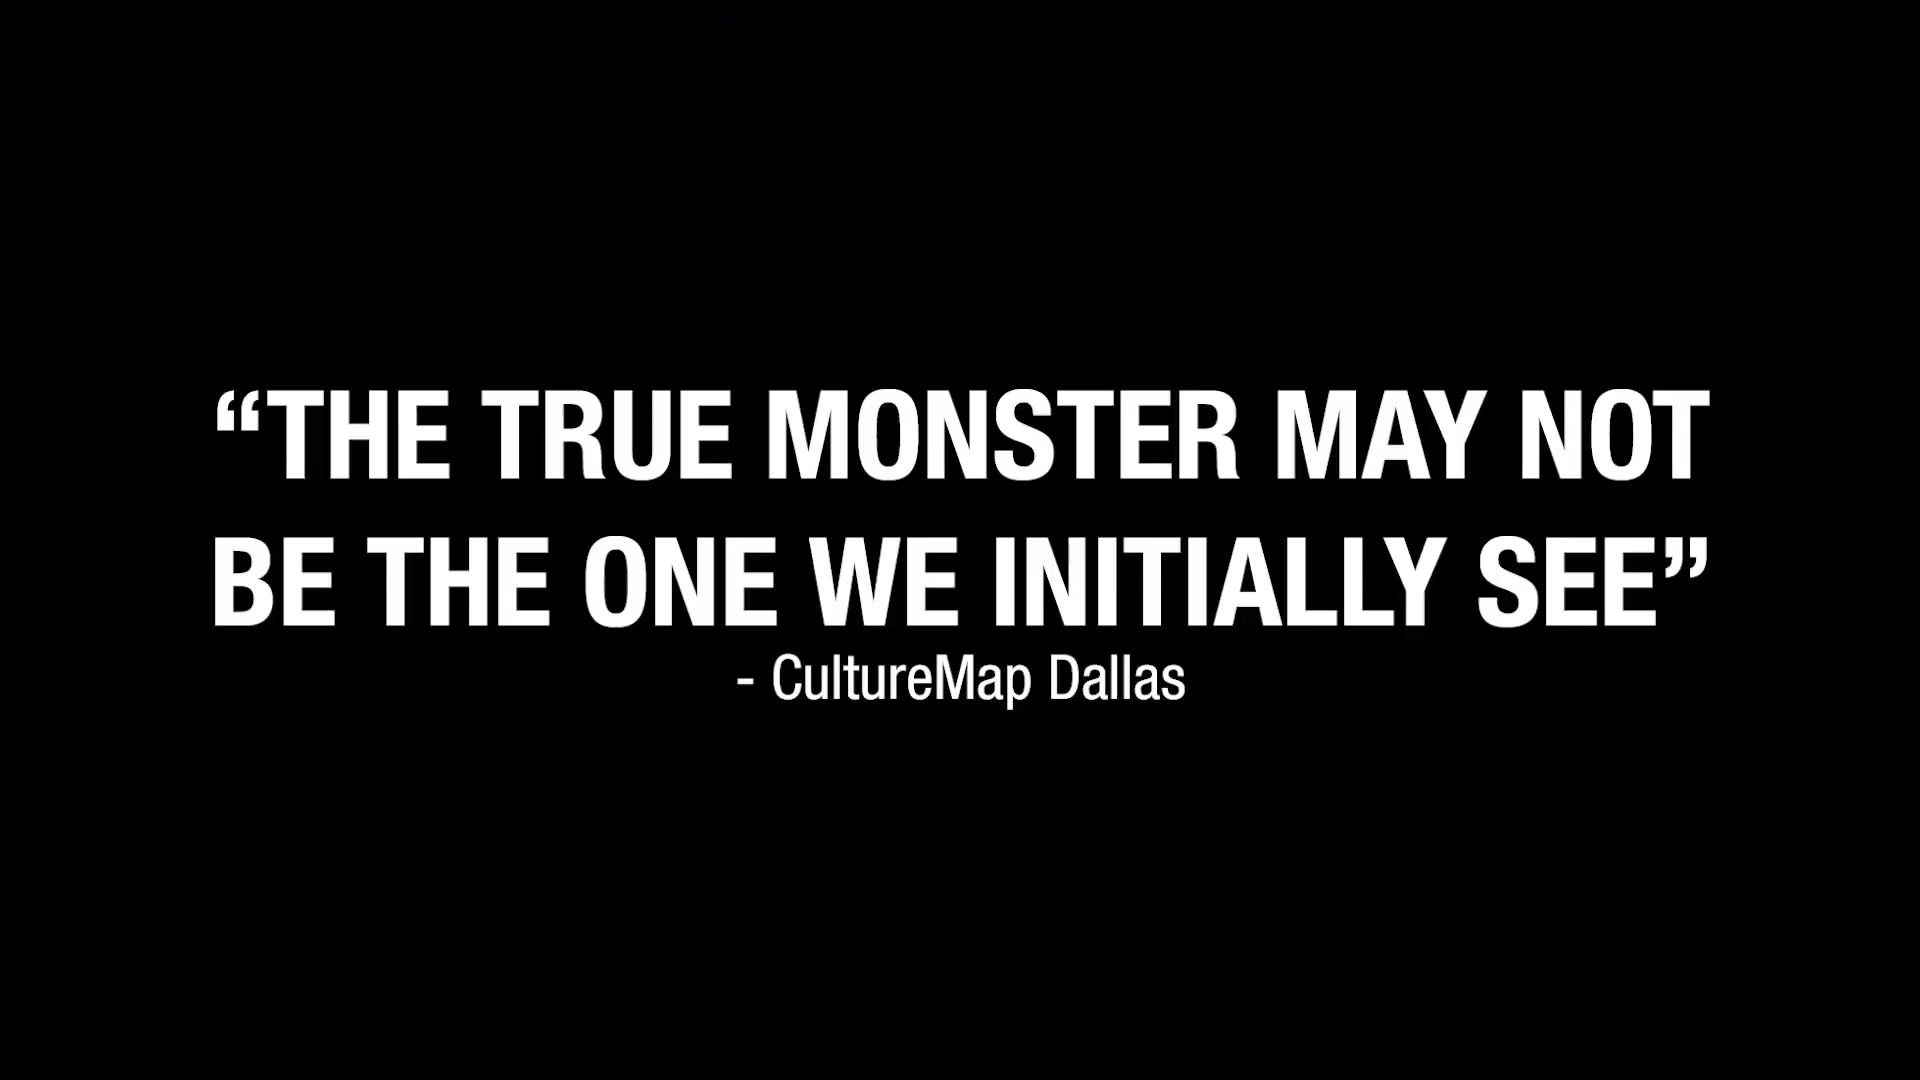 “THE TRUE MONSTER MAY NOT
BE THE ONE WE INITIALLY SEE”
- CultureMap Dallas